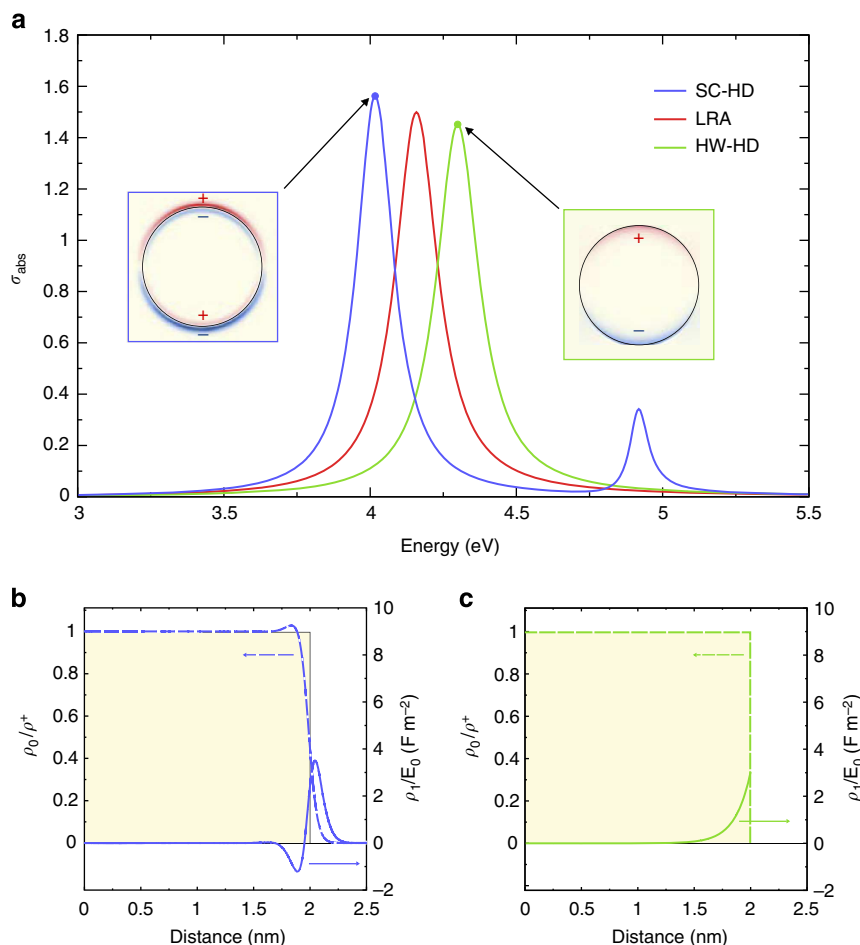 a
1.8
1.6
1.4
1.2
1
0.8
0.6
0.4
0.2
0
σabs
SC-HD
LRA
HW-HD
+
−
+
−
+
−
3 3.5 4 4.5 5 5.5
Energy (eV)
b
1
0.8
0.6
0.4
0.2
0
ρ0/ρ+
10
8
6
4
2
0
−2
ρ1/E0 (F m−2)
0 0.5 1 1.5 2 2.5
Distance (nm)
c
1
0.8
0.6
0.4
0.2
0
ρ0/ρ+
10
8
6
4
2
0
−2
ρ1/E0 (F m−2)
0 0.5 1 1.5 2 2.5
Distance (nm)